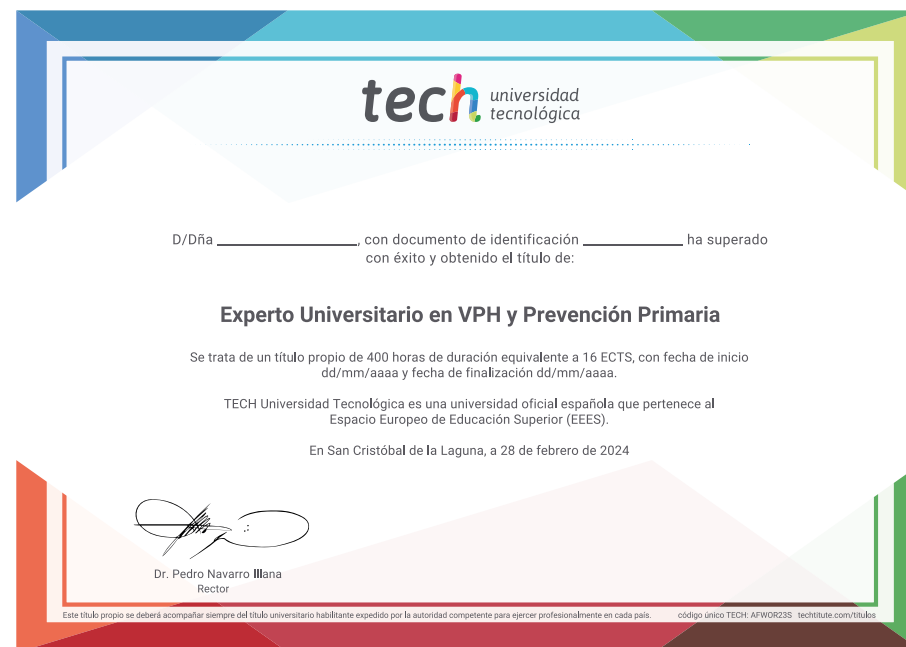 tech universidad
tecnológica
D/Dña ____________________, con documento de identificación ______________ ha superado
con éxito y obtenido el título de:
Experto Universitario en VPH y Prevención Primaria
Se trata de un título propio de 400 horas de duración equivalente a 16 ECTS, con fecha de inicio
dd/mm/aaaa y fecha de finalización dd/mm/aaaa.
TECH Universidad Tecnológica es una universidad oficial española que pertenece al
Espacio Europeo de Educación Superior (EEES).
En San Cristóbal de la Laguna, a 28 de febrero de 2024
Dr. Pedro Navarro Illana
Rector
Este título propio se deberá acompañar siempre del título universitario habilitante expedido por la autoridad competente para ejercer profesionalmente en cada país. código único TECH: AFWOR23S techtitute.com/titulos